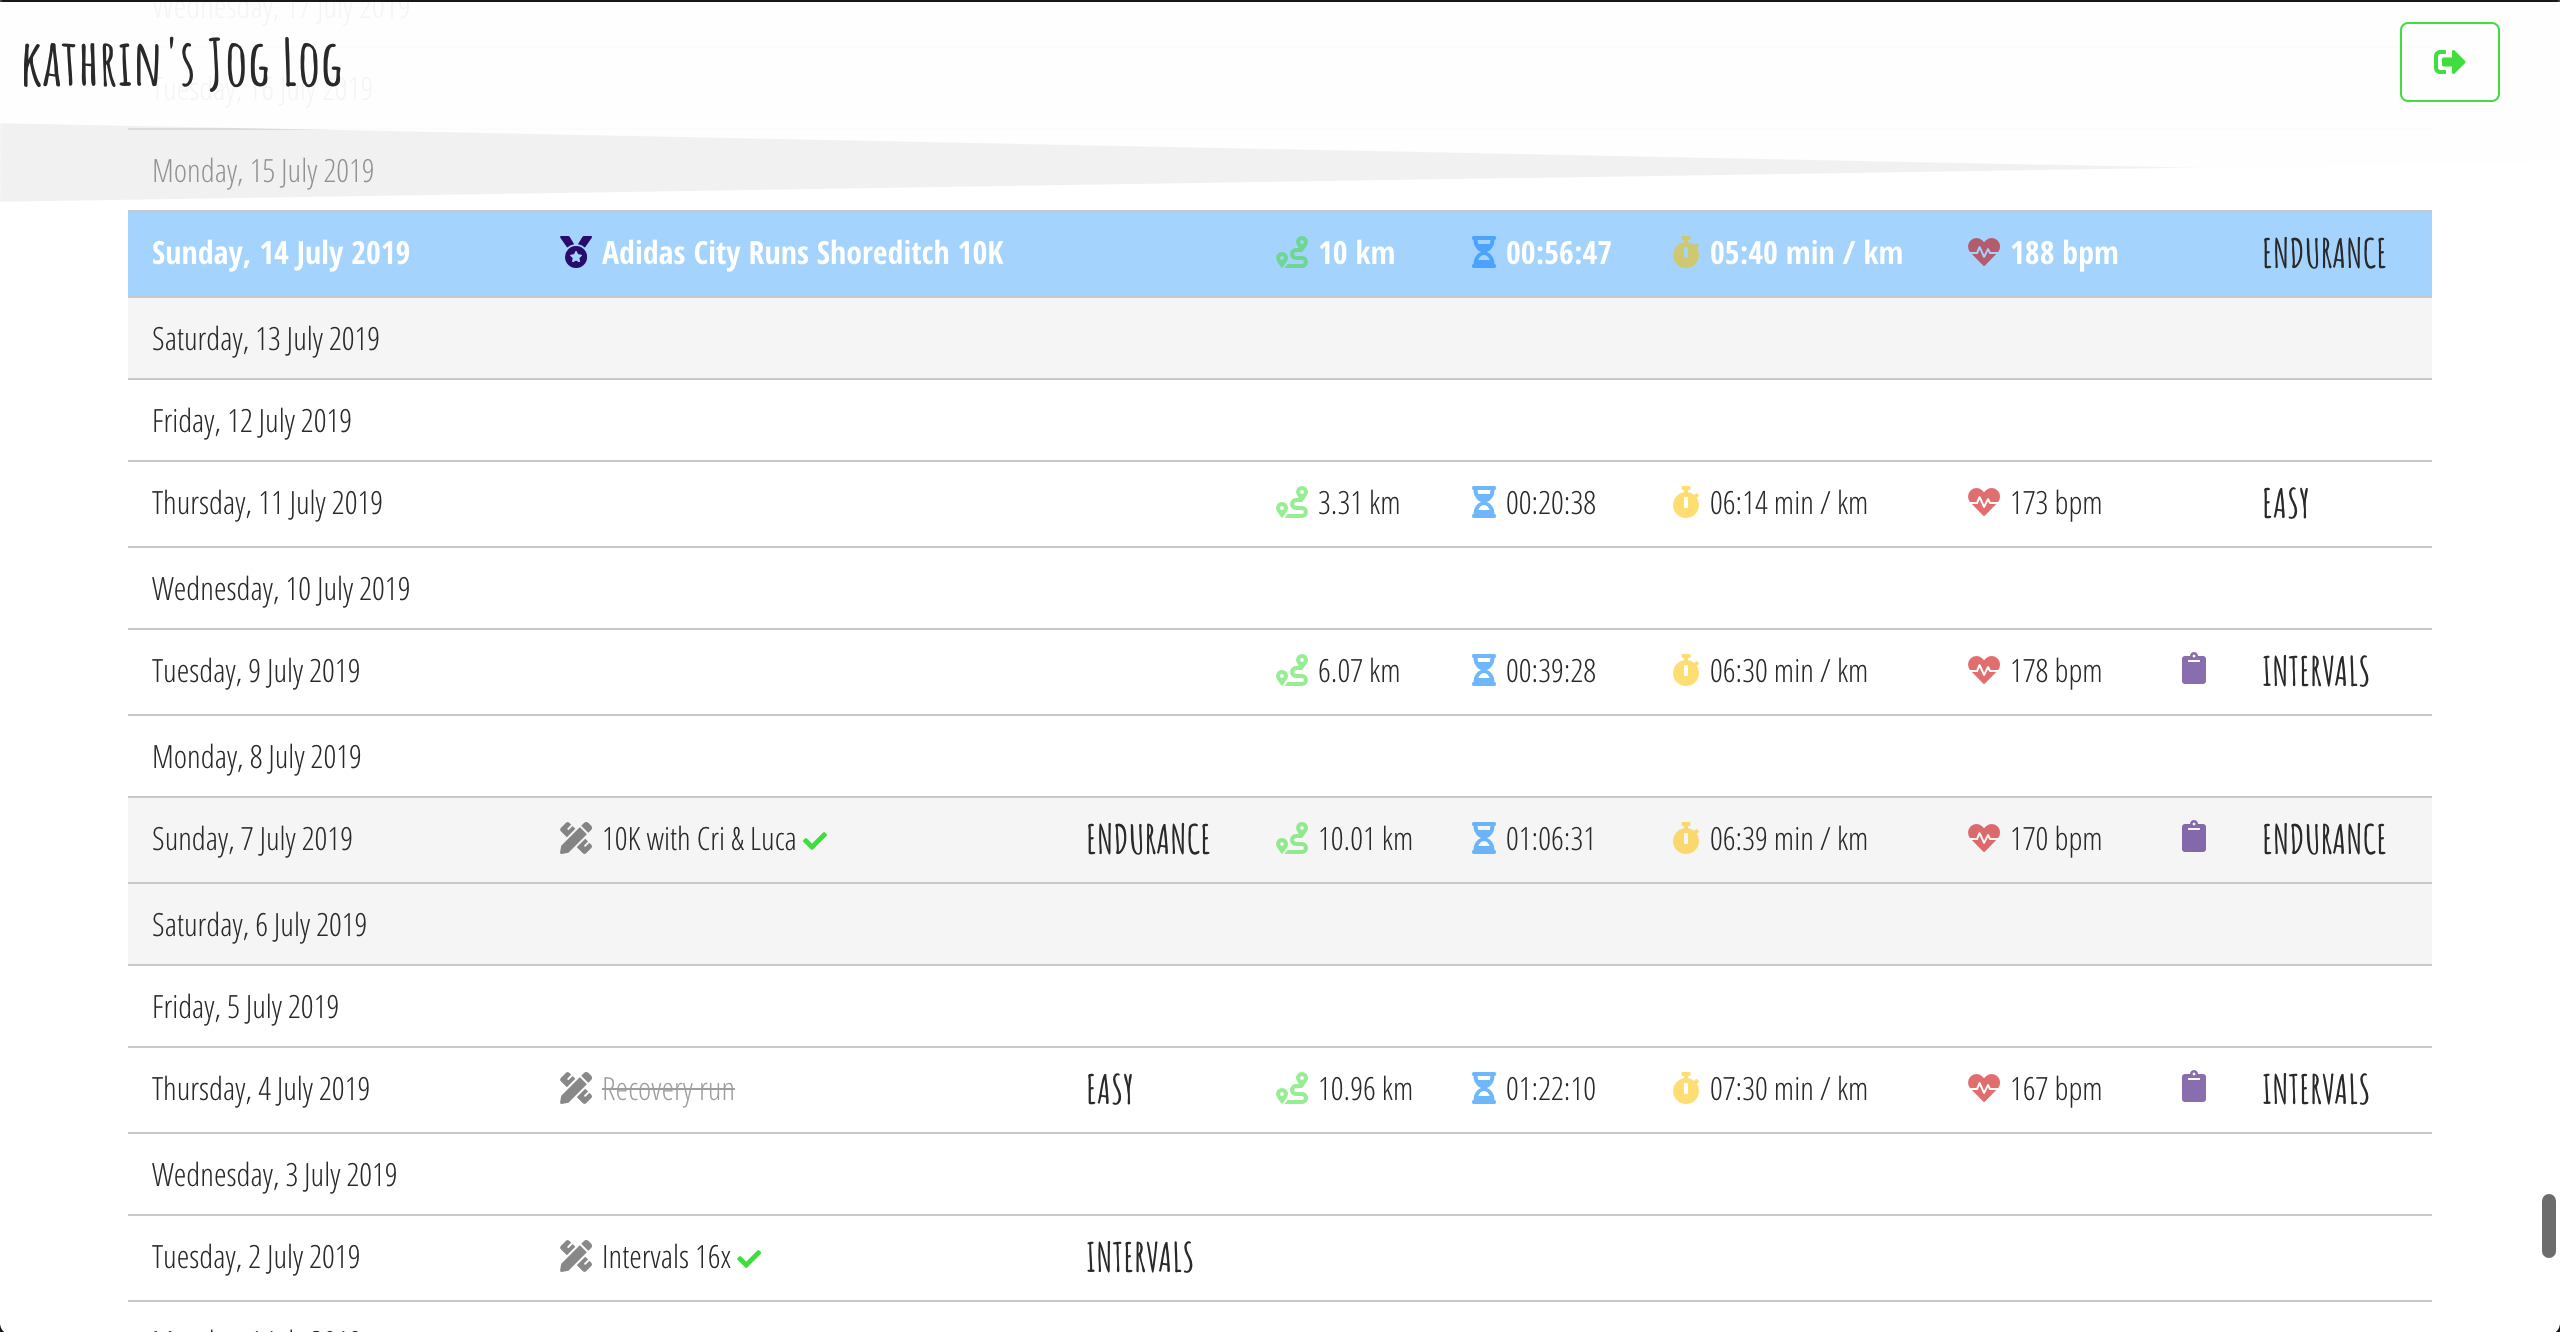 Wednesday, 17 July 2019
KATHRIN'S JOG LOG
Tuesday, 16 July 2019
Monday, 15 July 2019
Sunday, 14 July 2019 Adidas City Runs Shoreditch 10K 10 km 00:56:47 05:40 min / km 188 bpm ENDURANCE
Saturday, 13 July 2019
Friday, 12 July 2019
Thursday, 11 July 2019 3.31 km 00:20:38 06:14 min / km 173 bpm EASY
Wednesday, 10 July 2019
Tuesday, 9 July 2019 6.07 km 00:39:28 06:30 min / km 178 bpm INTERVALS
Monday, 8 July 2019
Sunday, 7 July 2019 10K with Cri & Luca ENDURANCE 10.01 km 01:06:31 06:39 min / km 170 bpm ENDURANCE
Saturday, 6 July 2019
Friday, 5 July 2019
Thursday, 4 July 2019 Recovery run EASY 10.96 km 01:22:10 07:30 min / km 167 bpm INTERVALS
Wednesday, 3 July 2019
Tuesday, 2 July 2019 Intervals 16x INTERVALS